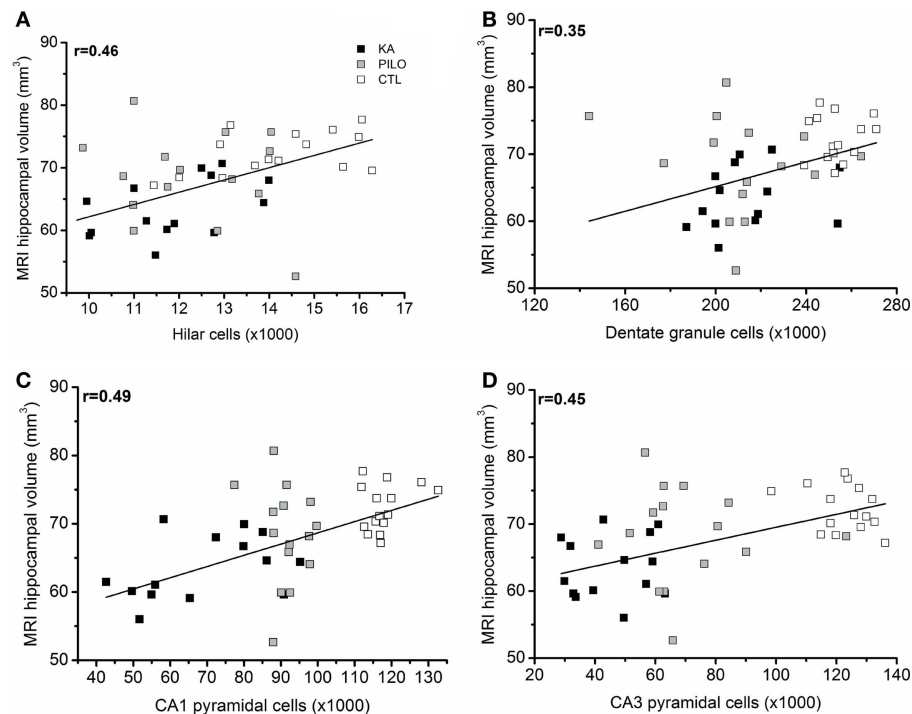 A
r=0.46
KA
PILO
CTL
MRI hippocampal volume (mm³)
90
80
70
60
50
10 11 12 13 14 15 16 17
Hilar cells (x1000)
B
r=0.35
MRI hippocampal volume (mm³)
90
80
70
60
50
120 160 200 240 280
Dentate granule cells (x1000)
C
r=0.49
MRI hippocampal volume (mm³)
90
80
70
60
50
40 50 60 70 80 90 100 110 120 130
CA1 pyramidal cells (x1000)
D
r=0.45
MRI hippocampal volume (mm³)
90
80
70
60
50
20 40 60 80 100 120 140
CA3 pyramidal cells (x1000)